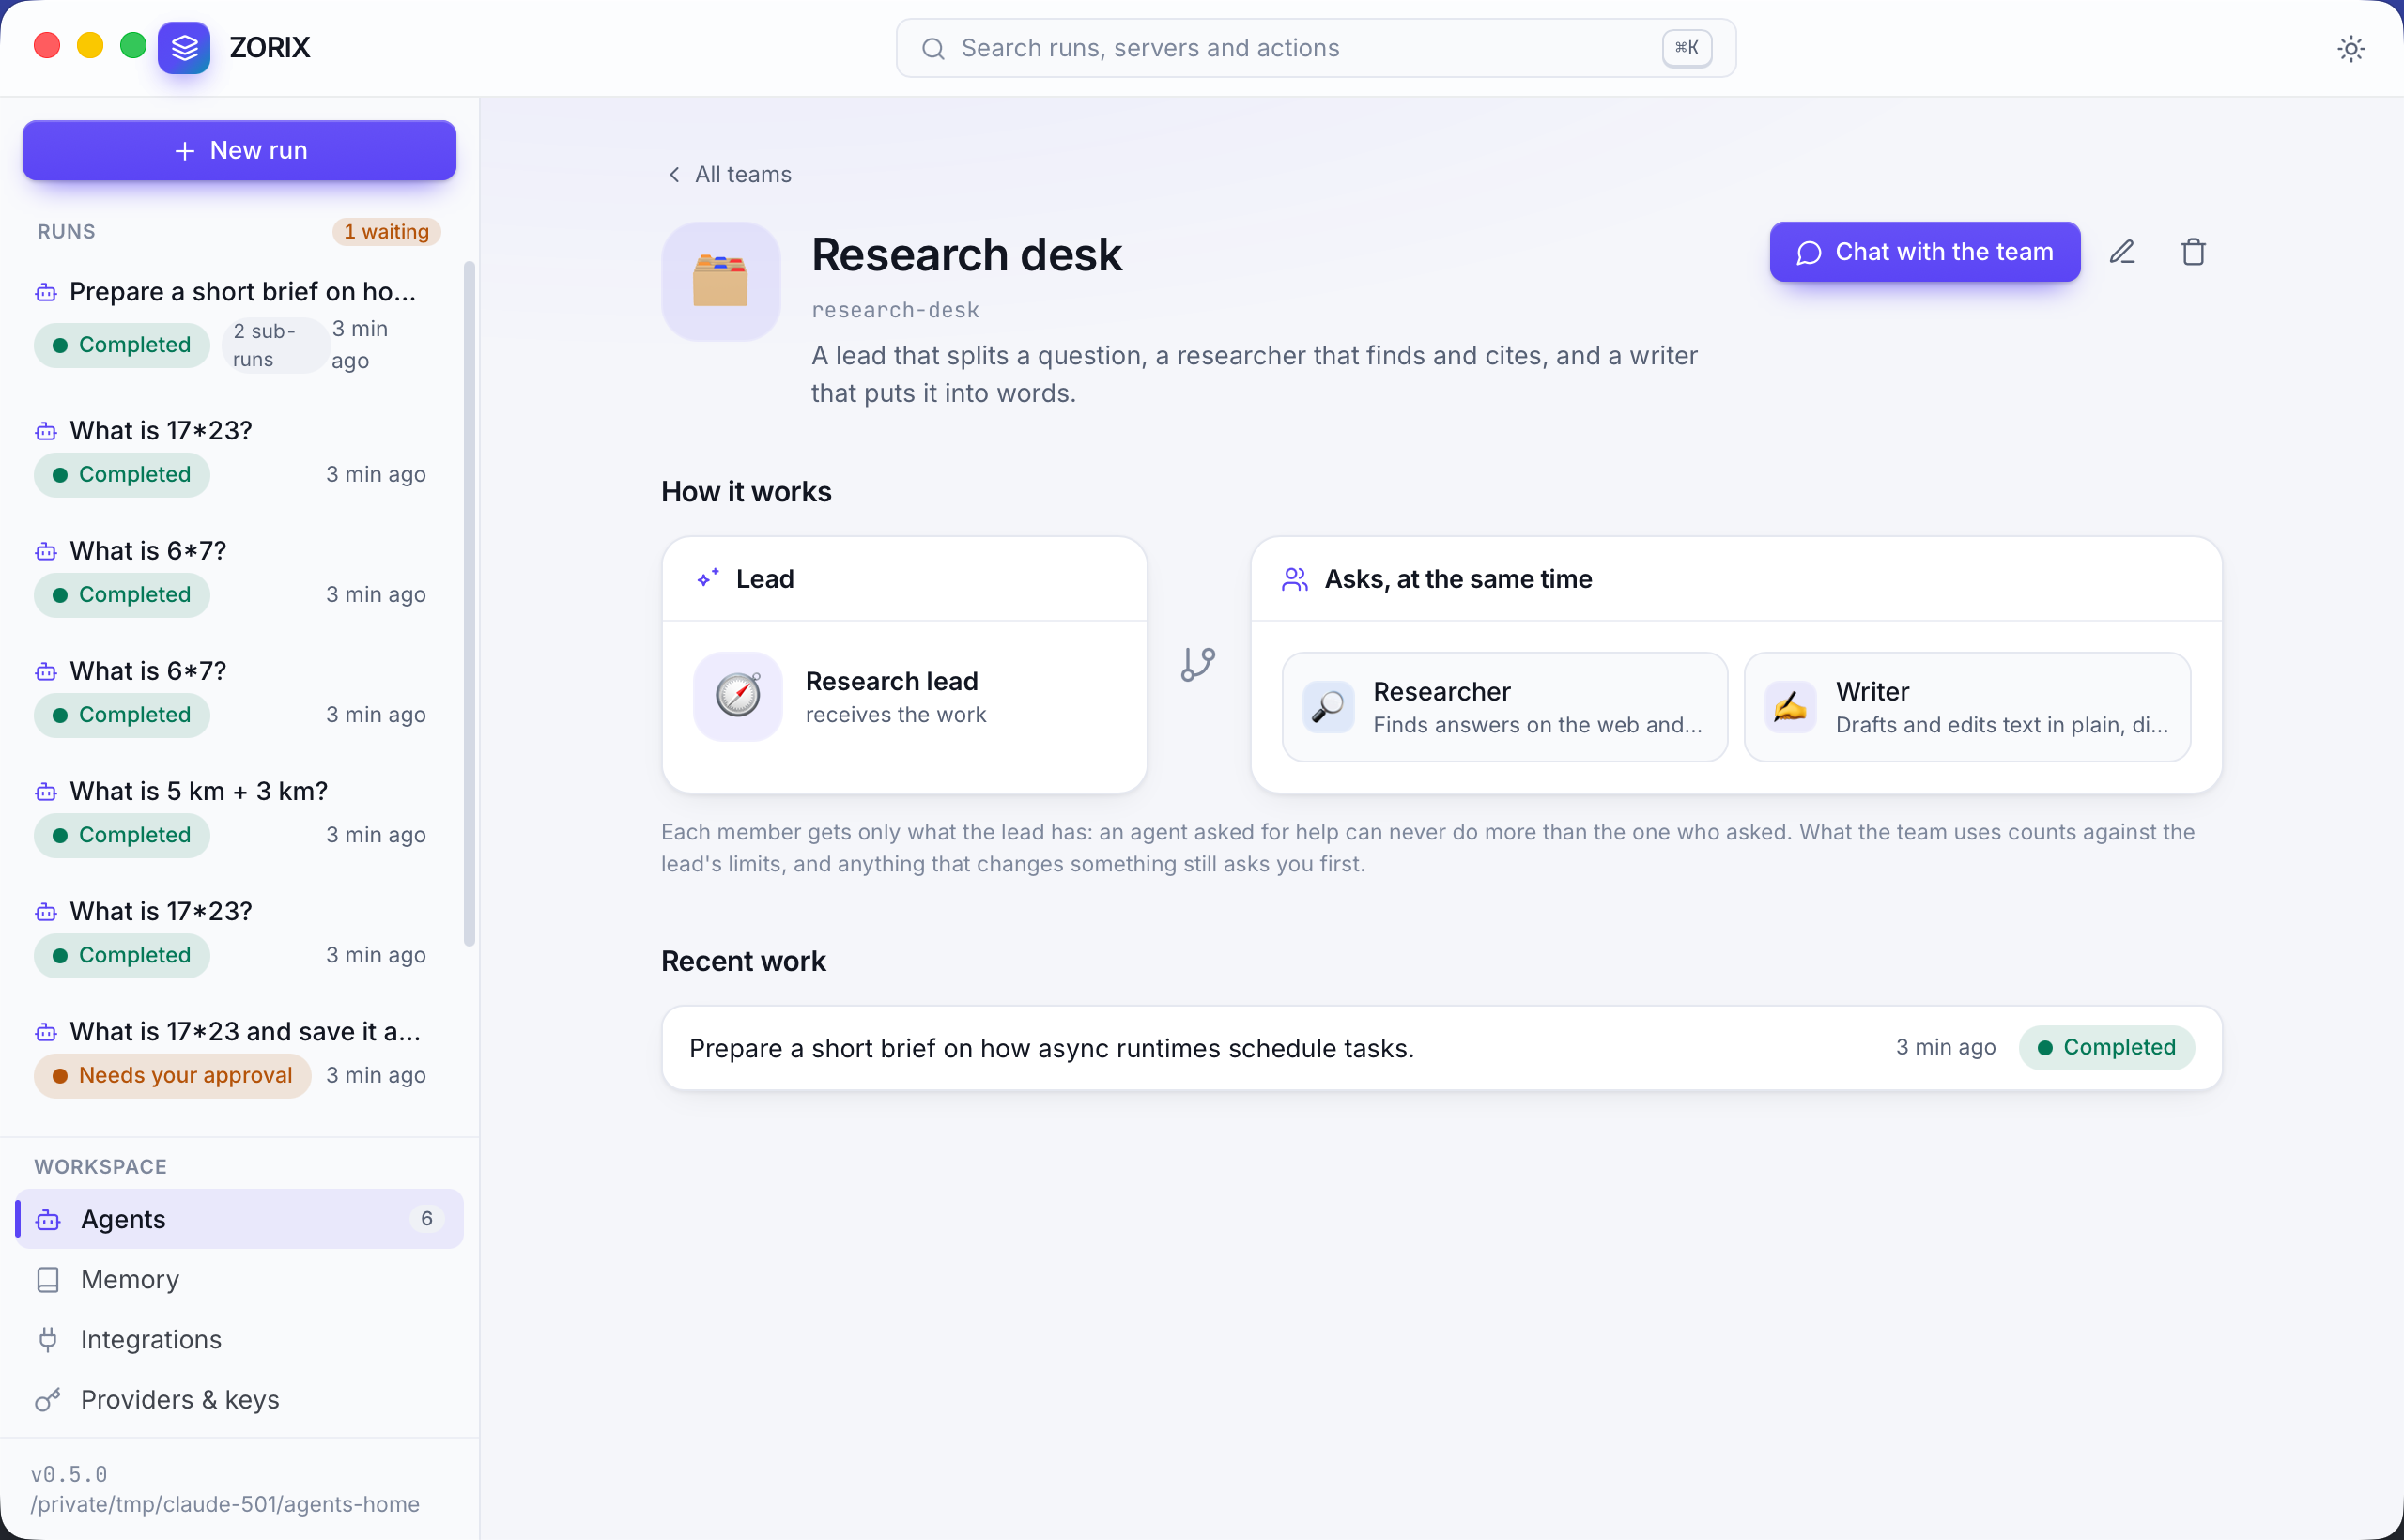 ZORIX
Search runs, servers and actions
⌘K
New run
RUNS
1 waiting
Prepare a short brief on ho...
Completed
2 sub-
runs
3 min
ago
What is 17*23?
Completed
3 min ago
What is 6*7?
Completed
3 min ago
What is 6*7?
Completed
3 min ago
What is 5 km + 3 km?
Completed
3 min ago
What is 17*23?
Completed
3 min ago
What is 17*23 and save it a...
Needs your approval
3 min ago
WORKSPACE
Agents
6
Memory
Integrations
Providers & keys
v0.5.0
/private/tmp/claude-501/agents-home
All teams
Research desk
research-desk
A lead that splits a question, a researcher that finds and cites, and a writer
that puts it into words.
Chat with the team
How it works
Lead
Research lead
receives the work
Asks, at the same time
Researcher
Finds answers on the web and...
Writer
Drafts and edits text in plain, di...
Each member gets only what the lead has: an agent asked for help can never do more than the one who asked. What the team uses counts against the
lead's limits, and anything that changes something still asks you first.
Recent work
Prepare a short brief on how async runtimes schedule tasks.
3 min ago
Completed